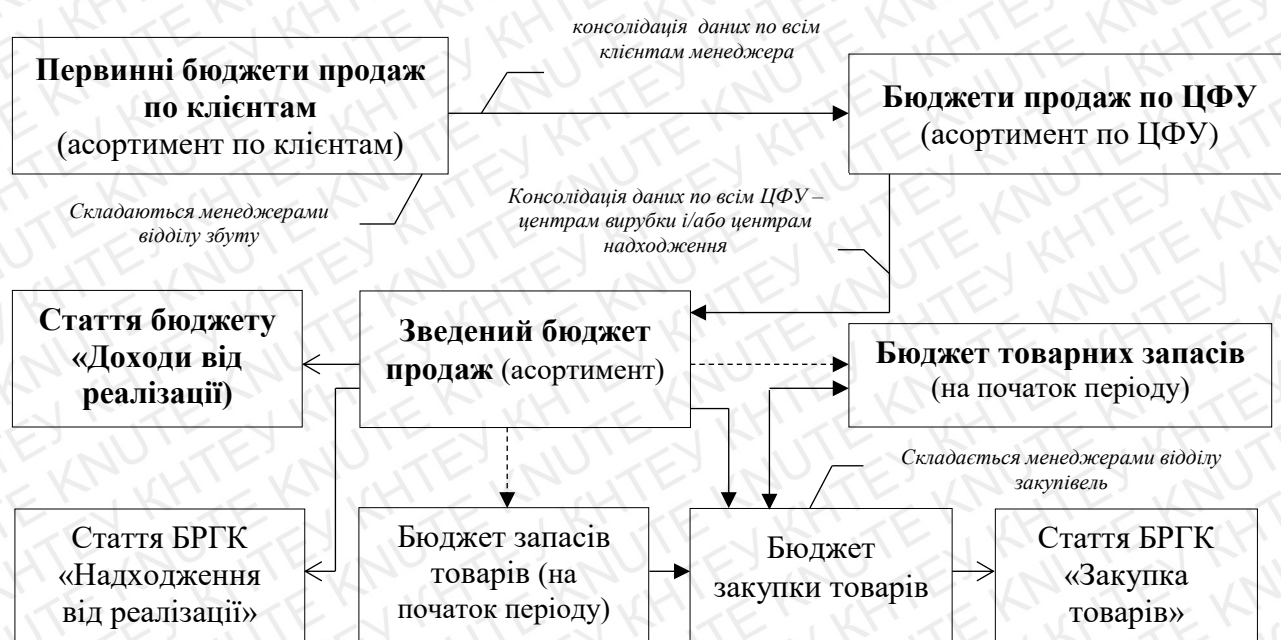 консолідація даних по всім
клієнтам менеджера
Первинні бюджети продаж
по клієнтам
(асортимент по клієнтам)
Бюджети продаж по ЦФУ
(асортимент по ЦФУ)
Складаються менеджерами
відділу збуту
Консолідація даних по всім ЦФУ –
центрам вирубки і/або центрам
надходження
Стаття бюджету
«Доходи від
реалізації)
Зведений бюджет
продаж (асортимент)
Бюджет товарних запасів
(на початок періоду)
Складається менеджерами відділу
закупівель
Стаття БРГК
«Надходження
від реалізації»
Бюджет запасів
товарів (на
початок періоду)
Бюджет
закупки товарів
Стаття БРГК
«Закупка
товарів»